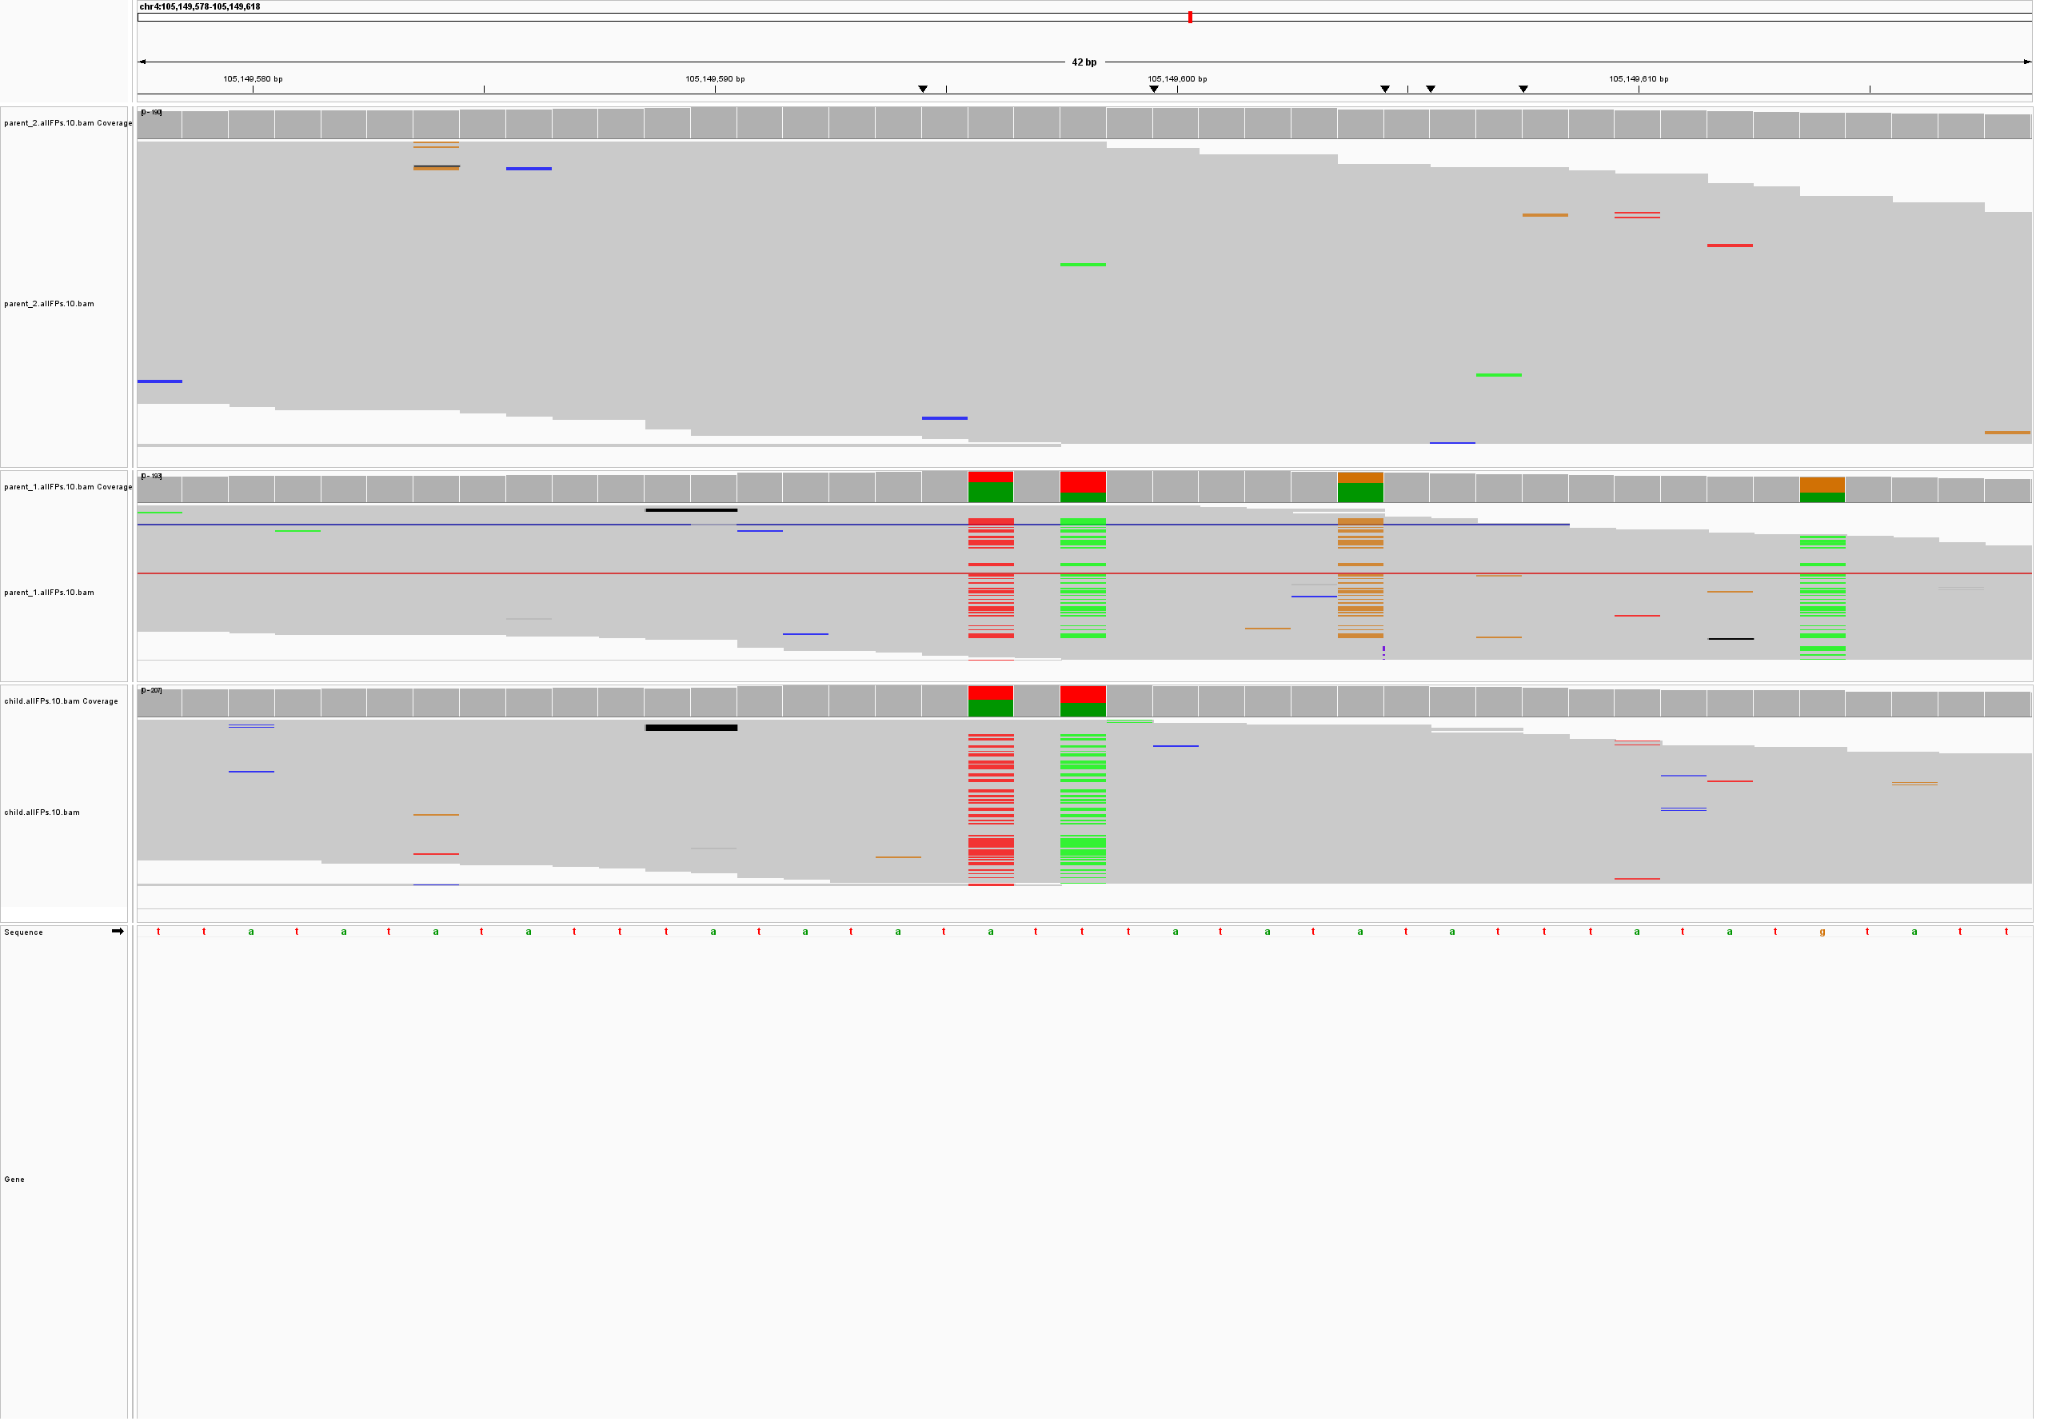 chr4:105,149,578-105,149,618
42 bp
105,149,580 bp 105,149,590 bp 105,149,600 bp 105,149,610 bp
parent_2.allFPs.10.bam Coverage
parent_2.allFPs.10.bam
parent_1.allFPs.10.bam Coverage
parent_1.allFPs.10.bam
child.allFPs.10.bam Coverage
[0-207]
child.allFPs.10.bam
Sequence t t a t a t a t a t t t a t a t a t a t t t a t a t a t a t t t a t a t g t a t t
Gene